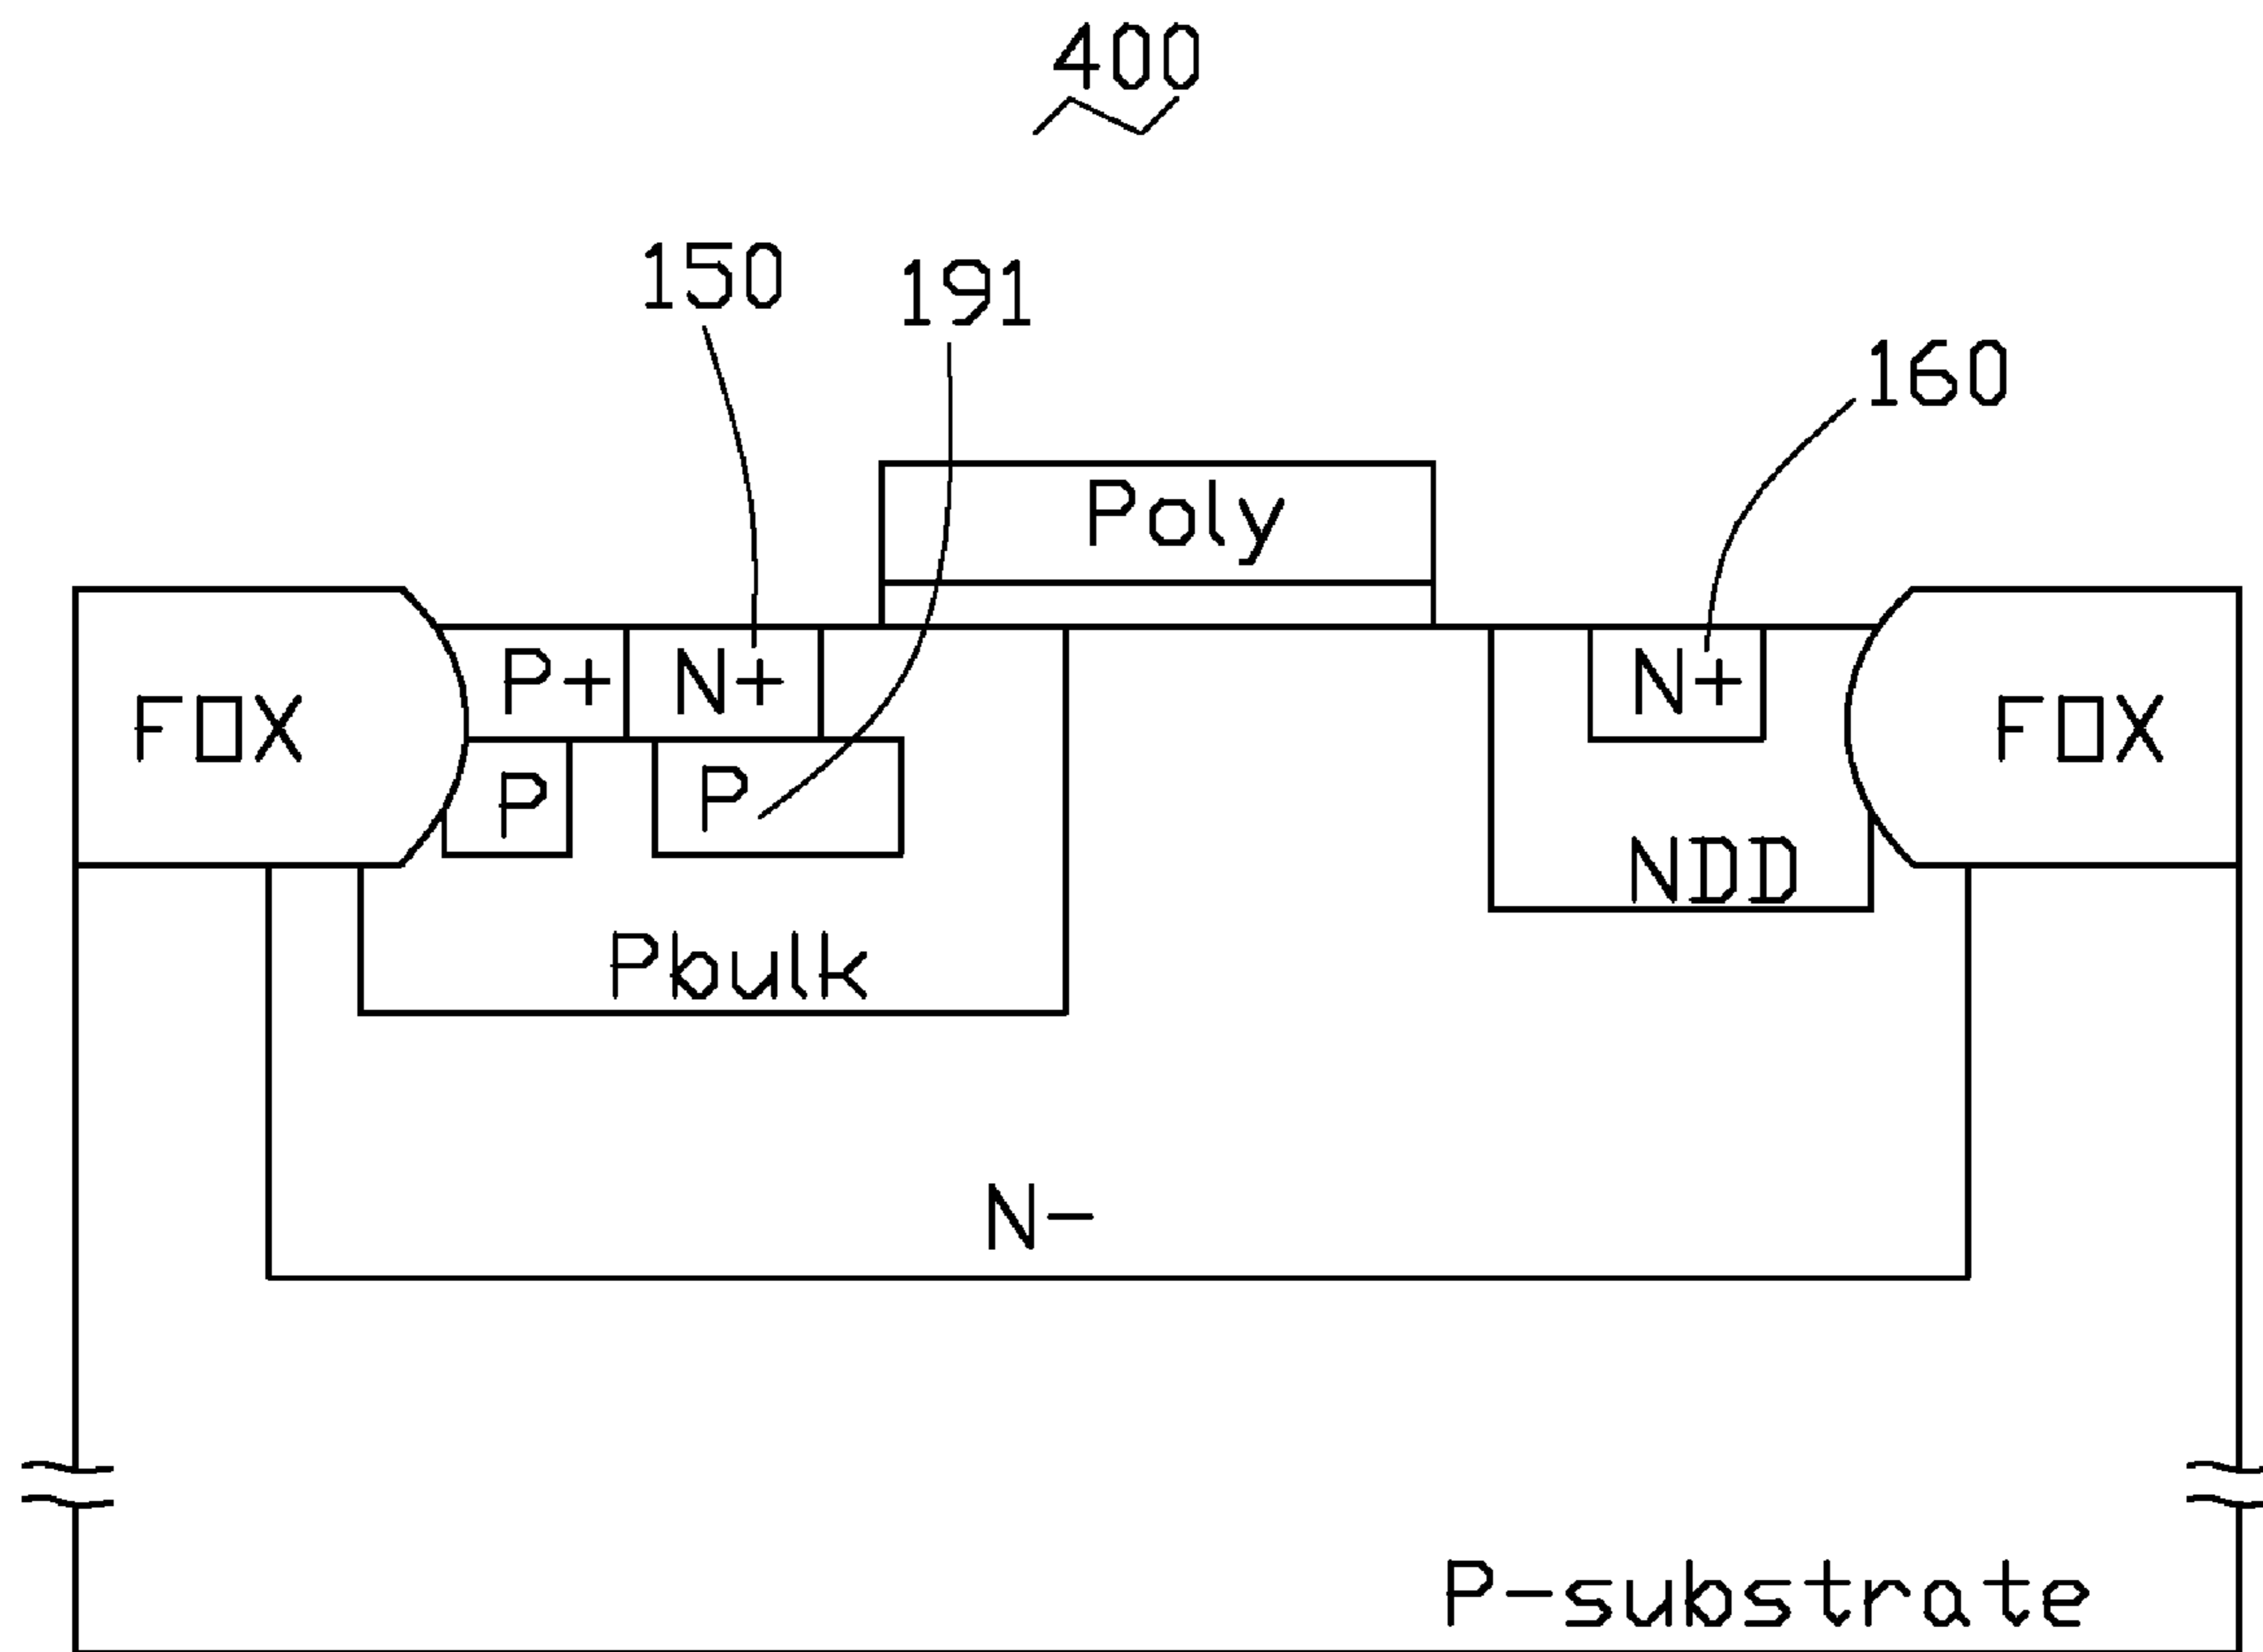 400
150
191
160
Poly
P+ N+ N+
FOX FOX
P P
NDD
Pbulk
N-
P-substrate